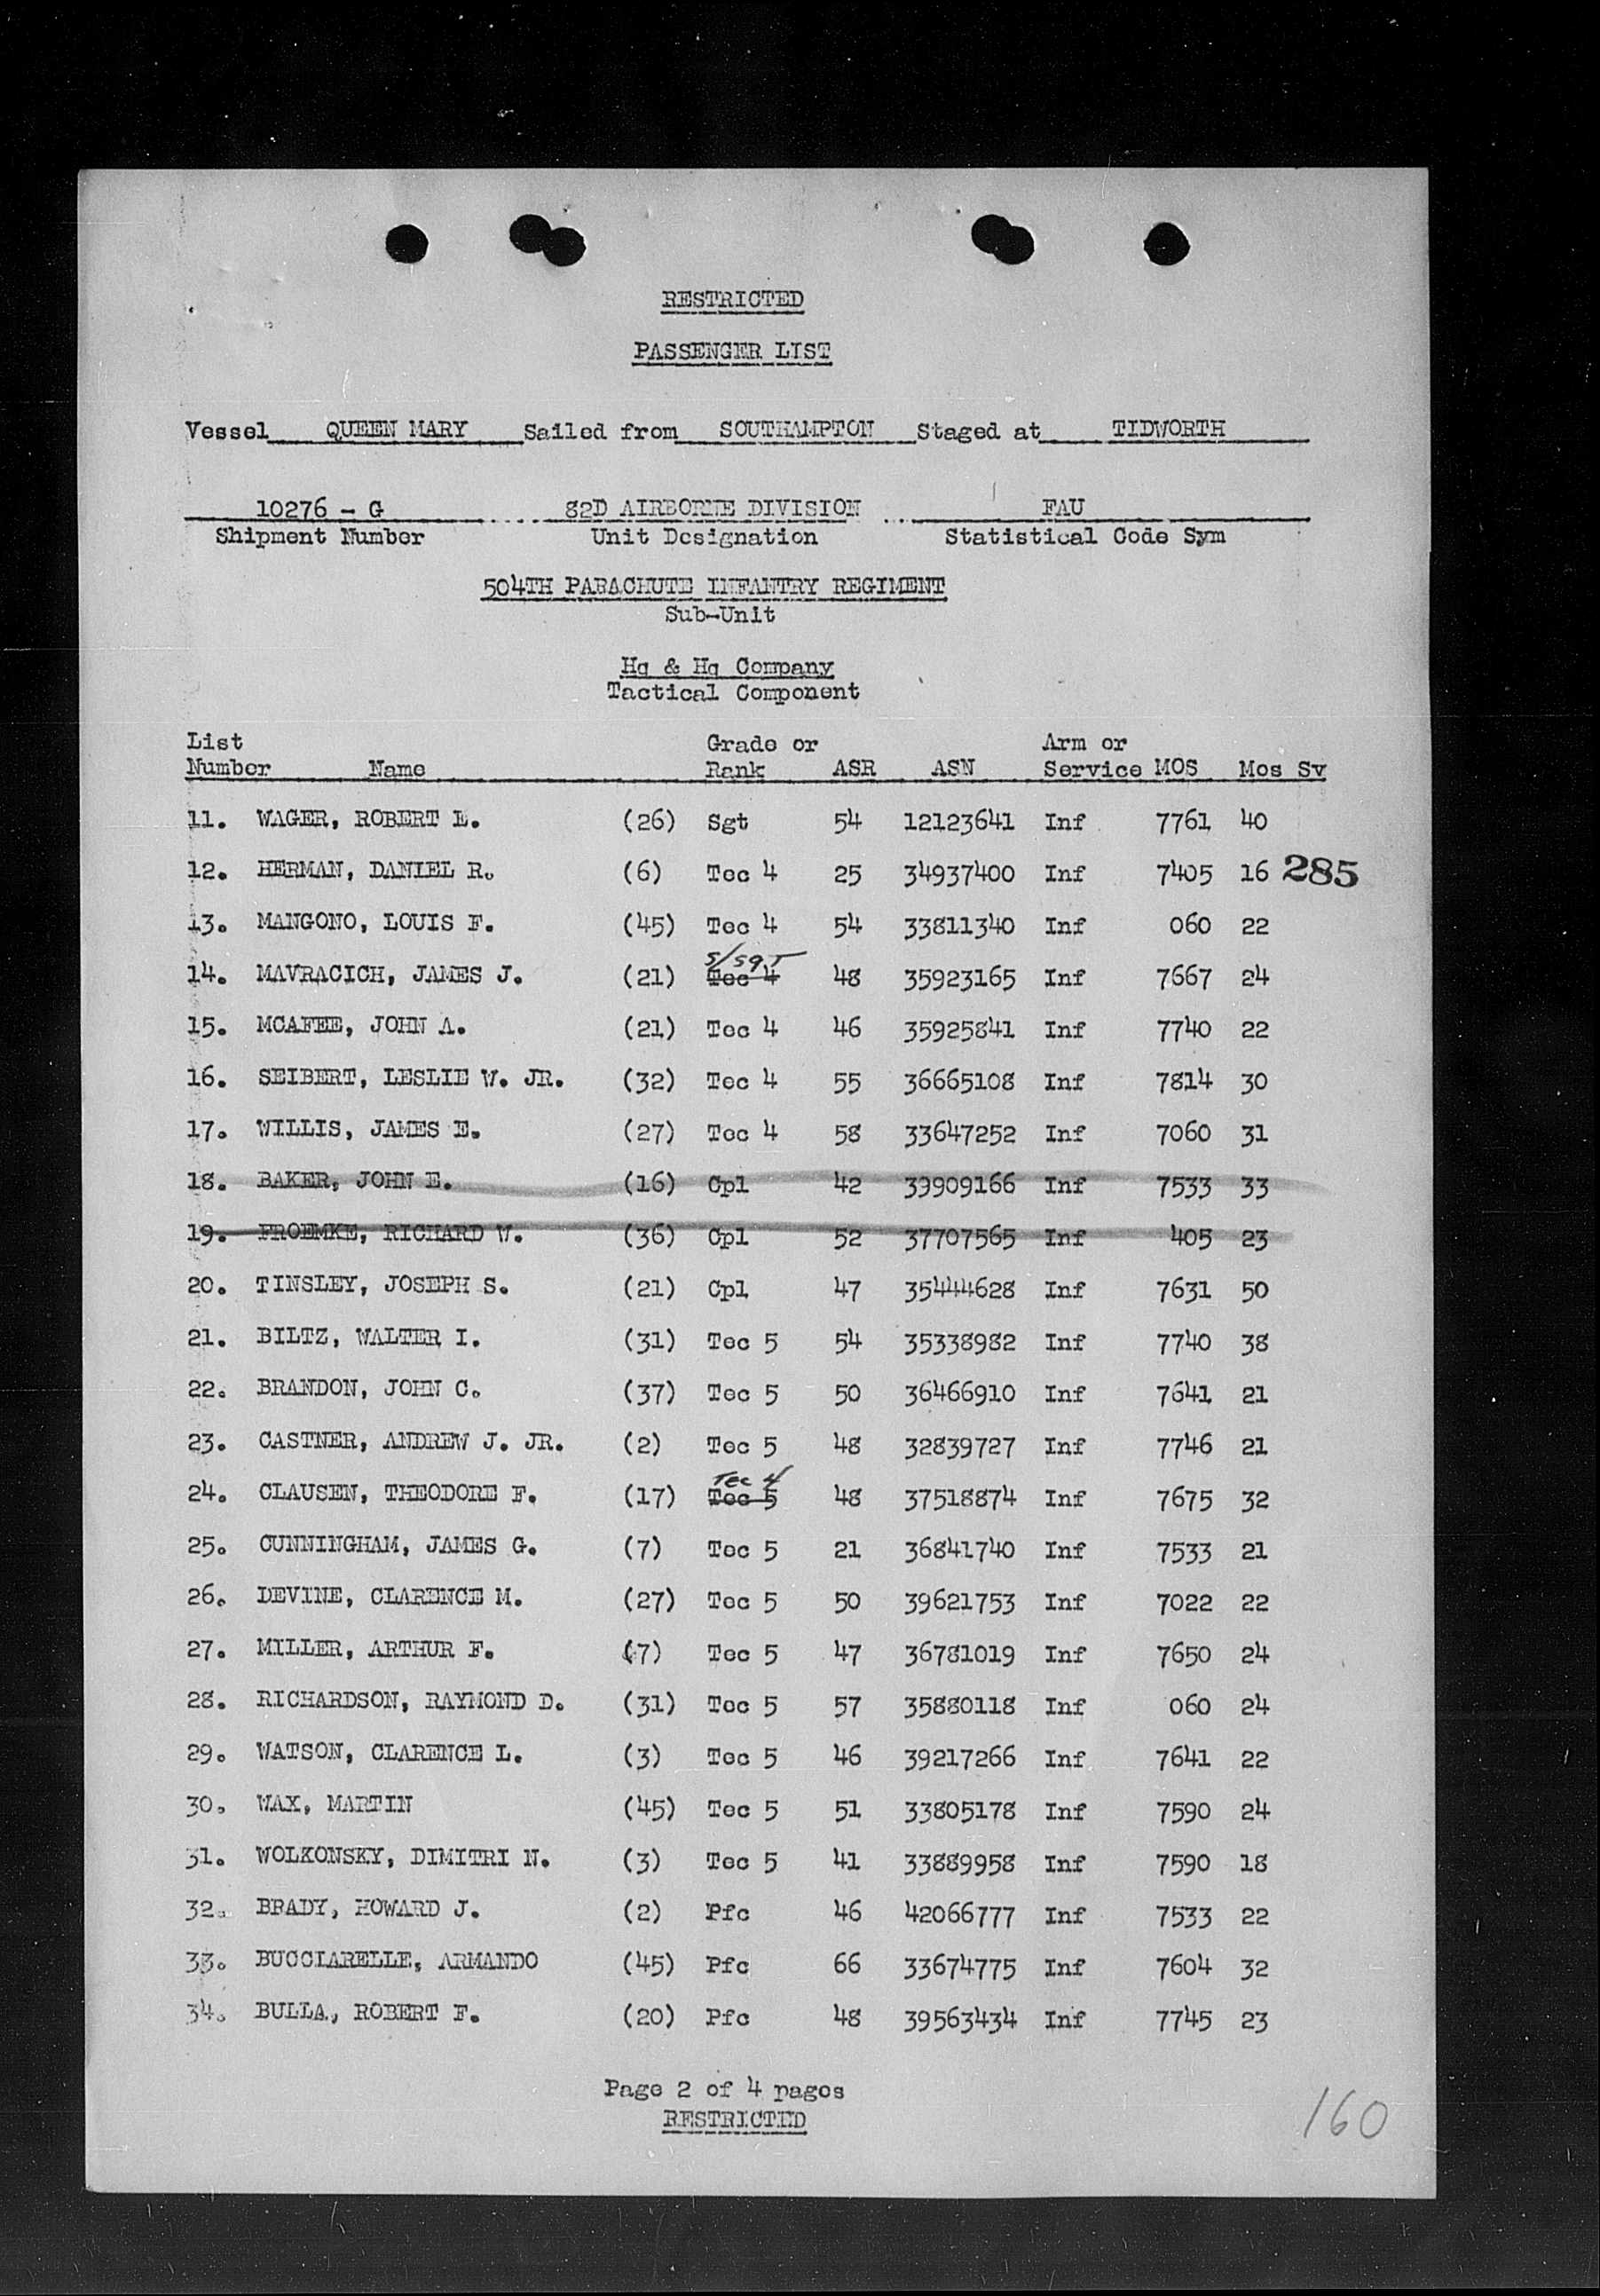 RESTRICTED
PASSENGER LIST
Vessel QUEEN MARY Sailed from SOUTHAMPTON Staged at TIDWORTH
10276 - G 82D AIRBORNE DIVISION FAU
Shipment Number Unit Designation Statistical Code Sym
504TH PARACHUTE INFANTRY REGIMENT
Sub-Unit
Hq & Hq Company
Tactical Component
List Grade or Arm or
Number Name Rank ASR ASN Service MOS Mos Sv
11. WAGER, ROBERT E. (26) Sgt 54 12123641 Inf 7761 40
12. HERMAN, DANIEL R. (6) Tec 4 25 34937400 Inf 7405 16 285
13. MANGONO, LOUIS F. (45) Tec 4 54 33811340 Inf 060 22
S/Sgt
14. MAVRACICH, JAMES J. (21) Tec 4 48 35923165 Inf 7667 24
15. MCAFEE, JOHN A. (21) Tec 4 46 35925841 Inf 7740 22
16. SEIBERT, LESLIE W. JR. (32) Tec 4 55 36665108 Inf 7814 30
17. WILLIS, JAMES E. (27) Tec 4 58 33647252 Inf 7060 31
18. BAKER, JOHN E. (16) Cpl 42 39909166 Inf 7533 33
19. FROEMKE, RICHARD W. (36) Cpl 52 37707565 Inf 405 23
20. TINSLEY, JOSEPH S. (21) Cpl 47 35444628 Inf 7631 50
21. BILTZ, WALTER I. (31) Tec 5 54 35338982 Inf 7740 38
22. BRANDON, JOHN C. (37) Tec 5 50 36466910 Inf 7641 21
23. CASTNER, ANDREW J. JR. (2) Tec 5 48 32839727 Inf 7746 21
Tec 4
24. CLAUSEN, THEODORE F. (17) Tec 5 48 37518874 Inf 7675 32
25. CUNNINGHAM, JAMES G. (7) Tec 5 21 36841740 Inf 7533 21
26. DEVINE, CLARENCE M. (27) Tec 5 50 39621753 Inf 7022 22
27. MILLER, ARTHUR F. (7) Tec 5 47 36781019 Inf 7650 24
28. RICHARDSON, RAYMOND D. (31) Tec 5 57 35880118 Inf 060 24
29. WATSON, CLARENCE L. (3) Tec 5 46 39217266 Inf 7641 22
30. WAX, MARTIN (45) Tec 5 51 33805178 Inf 7590 24
31. WOLKONSKY, DIMITRI N. (3) Tec 5 41 33889958 Inf 7590 18
32. BRADY, HOWARD J. (2) Pfc 46 42066777 Inf 7533 22
33. BUCCIARELLE, ARMANDO (45) Pfc 66 33674775 Inf 7604 32
34. BULLA, ROBERT F. (20) Pfc 48 39563434 Inf 7745 23
Page 2 of 4 pages
RESTRICTED
160